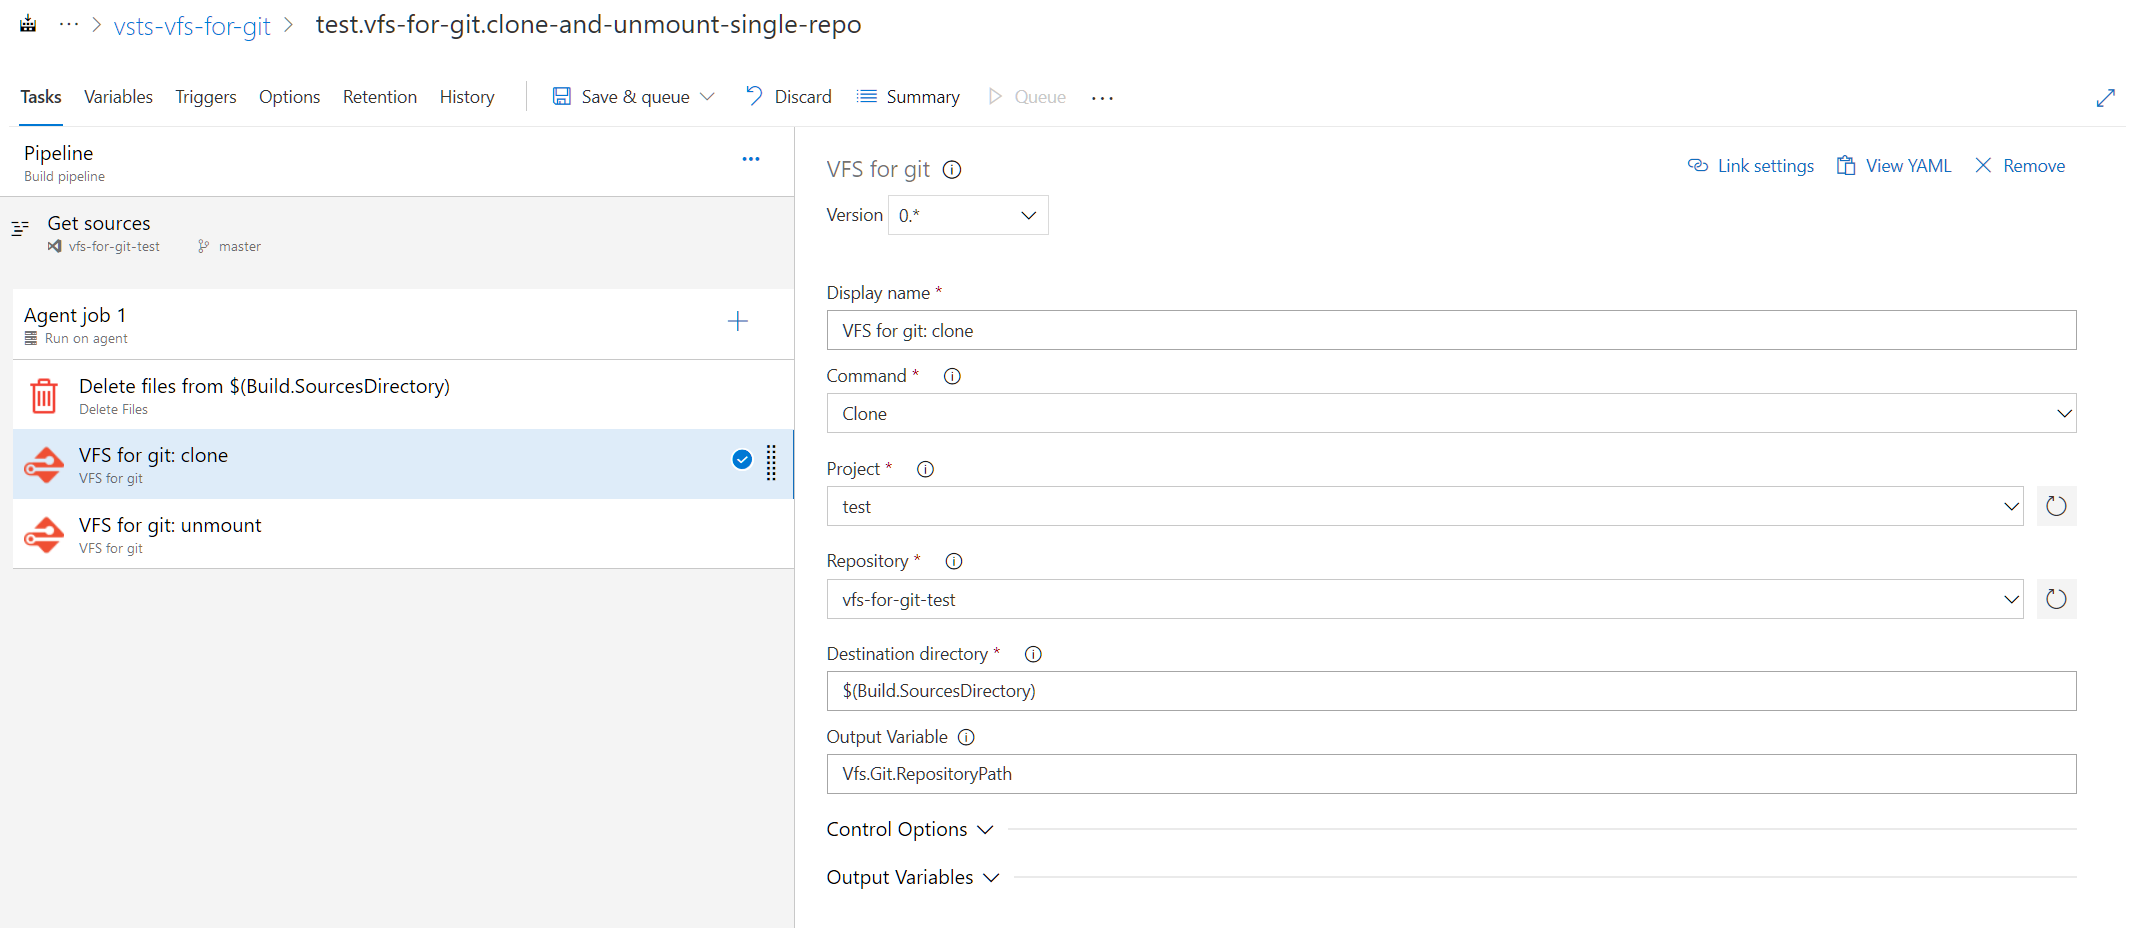 ··· > vsts-vfs-for-git > test.vfs-for-git.clone-and-unmount-single-repo
Tasks Variables Triggers Options Retention History Save & queue Discard Summary Queue ...
Pipeline
Build pipeline
Get sources
vfs-for-git-test master
Agent job 1
Run on agent
Delete files from $(Build.SourcesDirectory)
Delete Files
VFS for git: clone
VFS for git
VFS for git: unmount
VFS for git
VFS for git Link settings View YAML Remove
Version 0.*
Display name *
VFS for git: clone
Command *
Clone
Project *
test
Repository *
vfs-for-git-test
Destination directory *
$(Build.SourcesDirectory)
Output Variable
Vfs.Git.RepositoryPath
Control Options
Output Variables